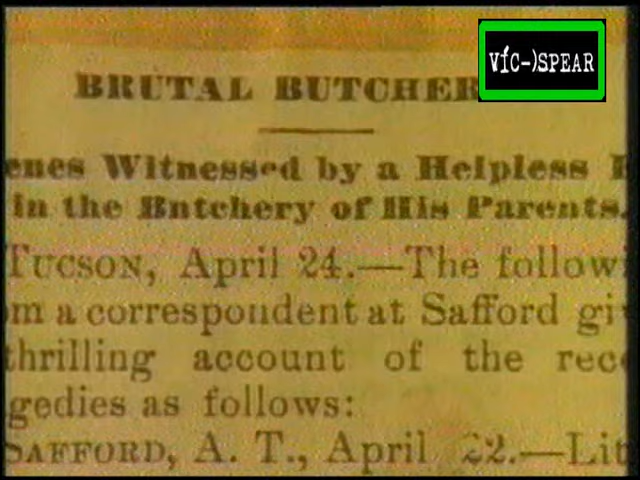 VÍC-)SPEAR
BRUTAL BUTCHER
enes Witnessed by a Helpless
in the Butchery of His Parents.
TUCSON, April 24.—The followi
om a correspondent at Safford gi
thrilling account of the rec
gedies as follows:
SAFFORD, A. T., April 22.—Lit